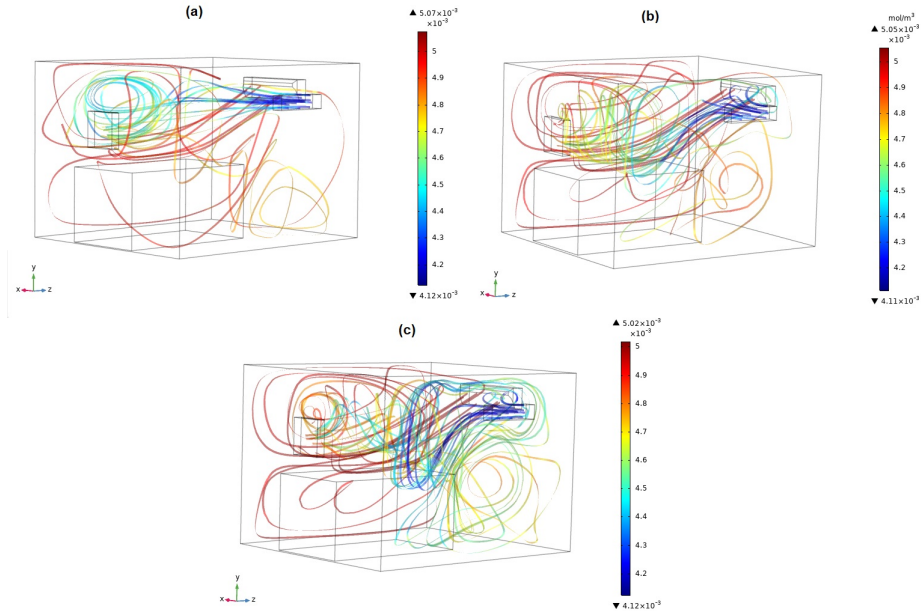 (a)
▲ 5.07×10⁻³
×10⁻³
5
4.9
4.8
4.7
4.6
4.5
4.4
4.3
4.2
▼ 4.12×10⁻³
y
x
z
(b)
mol/m³
▲ 5.05×10⁻³
×10⁻³
5
4.9
4.8
4.7
4.6
4.5
4.4
4.3
4.2
▼ 4.11×10⁻³
y
x
z
(c)
▲ 5.02×10⁻³
×10⁻³
5
4.9
4.8
4.7
4.6
4.5
4.4
4.3
4.2
▼ 4.12×10⁻³
y
x
z